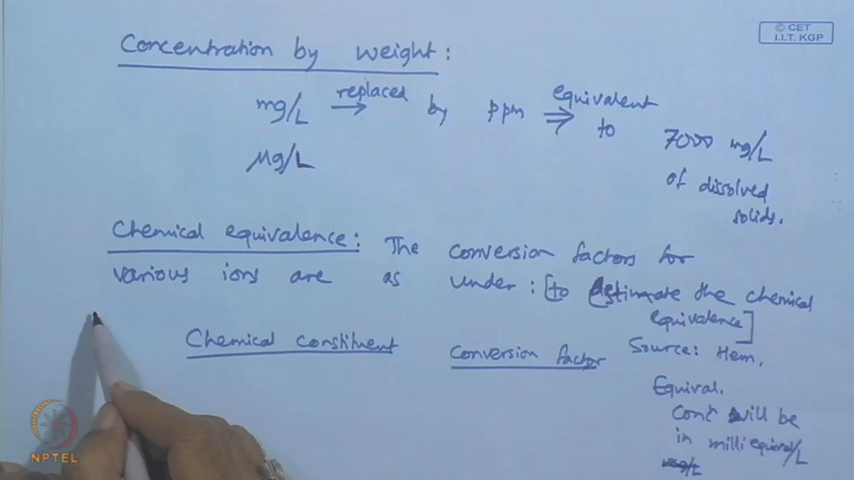 © CET
I.I.T. KGP
Concentration by weight:
mg/L replaced → by ppm equivalent ⇒ to 7000 mg/L
µg/L
of dissolved
solids.
Chemical equivalence: The conversion factors for
various ions are as under: [to estimate the chemical
equivalence]
Chemical constituent Conversion factor Source: Hem.
Equival.
Conc will be
in milliequival/L
mg/L
NPTEL